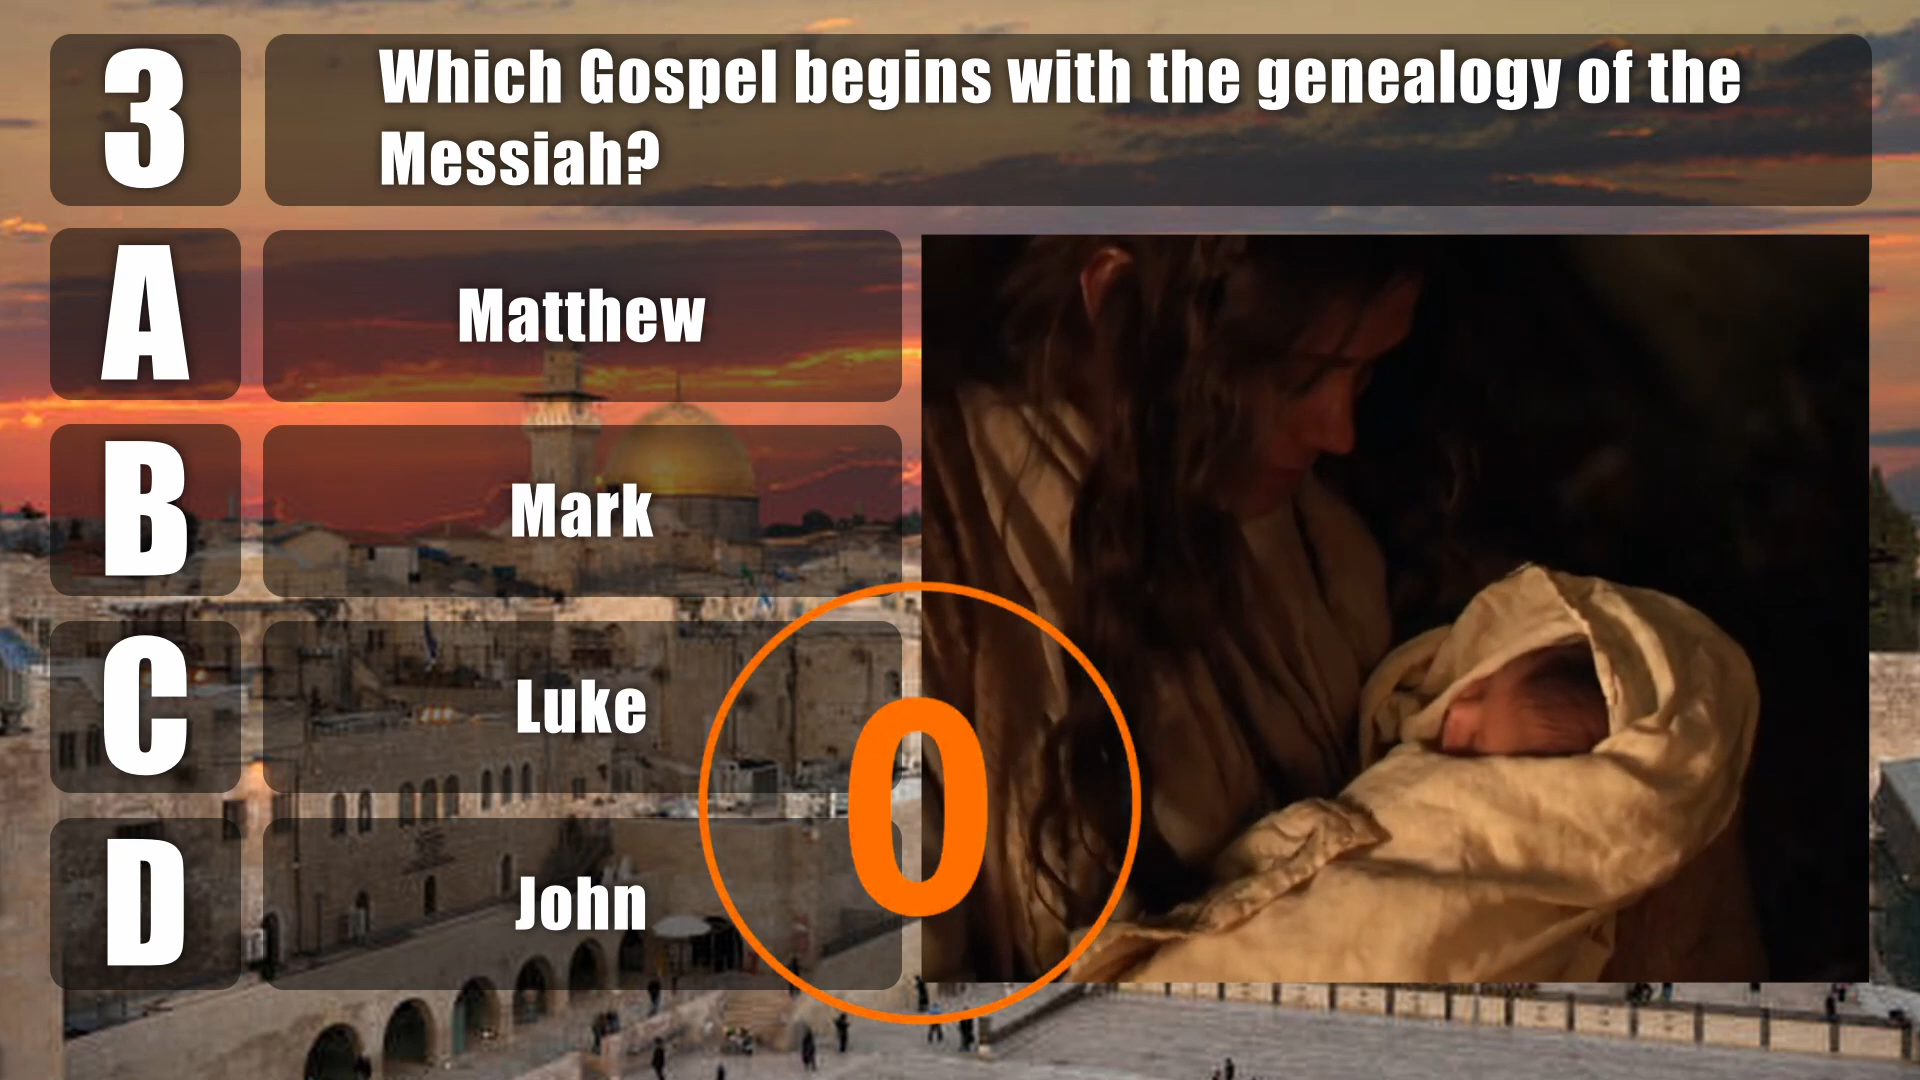 3
Which Gospel begins with the genealogy of the
Messiah?
A
Matthew
B
Mark
C
Luke
D
John
0